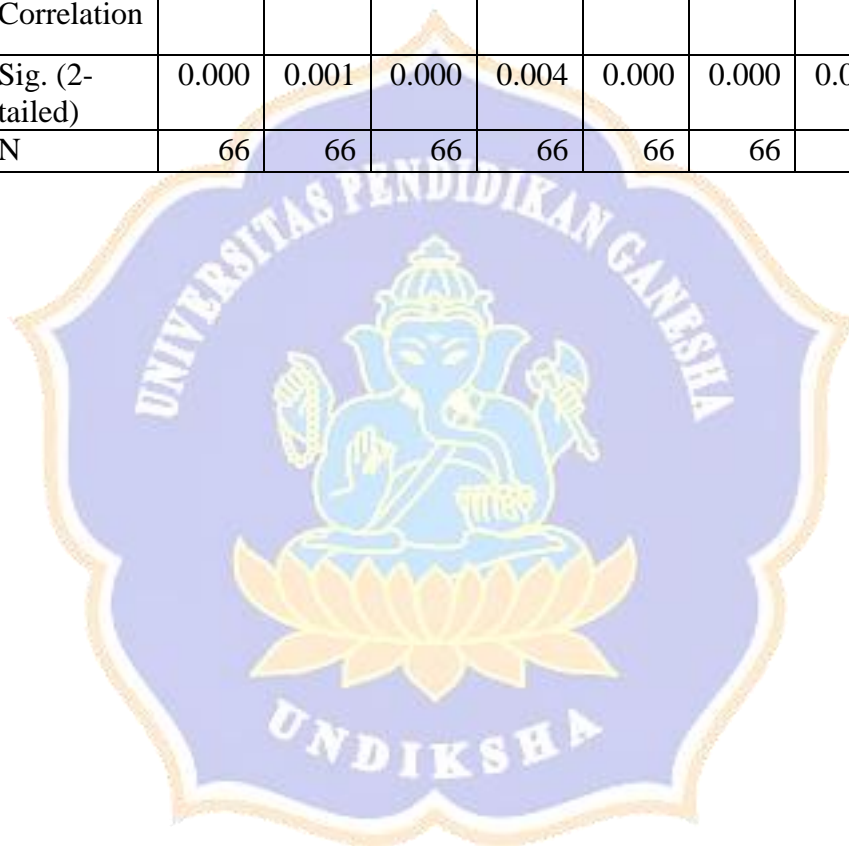 Correlation
Sig. (2- 0.000 0.001 0.000 0.004 0.000 0.000
tailed)
N 66 66 66 66 66 66
UNIVERSITAS PENDIDIKAN GANESHA
UNDIKSHA